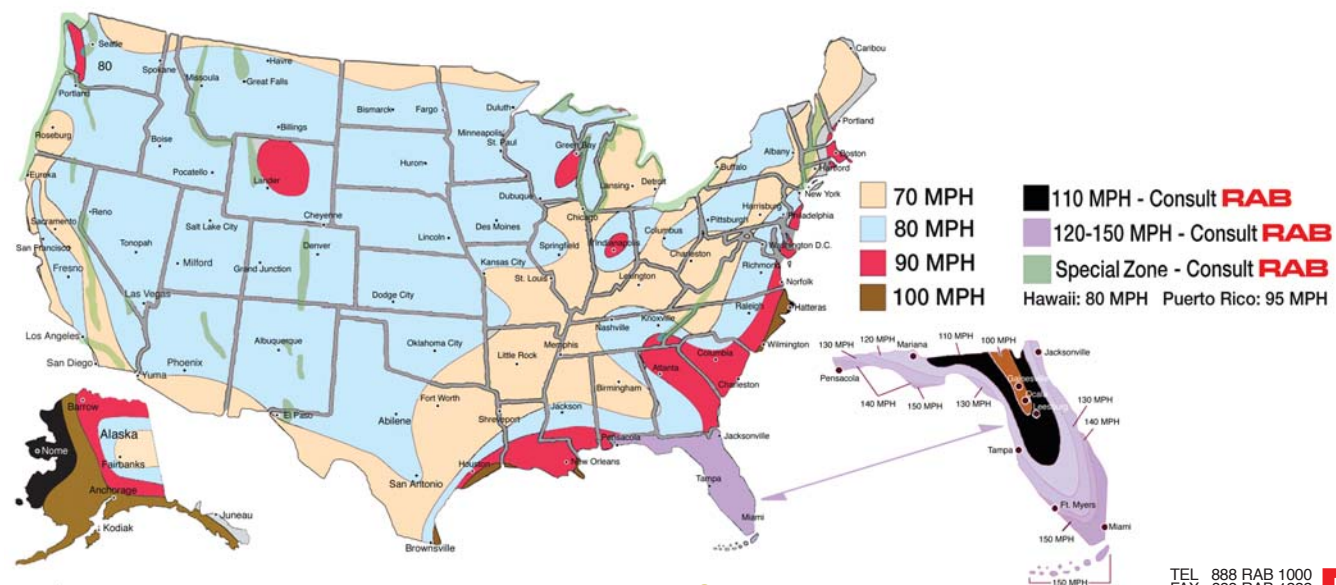 Seattle
80
Spokane
Missoula
Havre
Great Falls
Portland
Billings
Bismarck
Fargo
Duluth
Caribou
Roseburg
Boise
Pocatello
Lander
Huron
Minneapolis
St. Paul
Green Bay
Portland
Albany
Boston
Hartford
Buffalo
Eureka
Reno
Sacramento
San Francisco
Fresno
Tonopah
Salt Lake City
Milford
Cheyenne
Denver
Grand Junction
Lincoln
Des Moines
Dubuque
Lansing
Detroit
Chicago
Springfield
Indianapolis
Columbus
Pittsburgh
Harrisburg
New York
Philadelphia
Washington D.C.
Charleston
Richmond
Norfolk
Hatteras
Las Vegas
Los Angeles
San Diego
Yuma
Phoenix
Albuquerque
Dodge City
Kansas City
St. Louis
Lexington
Nashville
Knoxville
Raleigh
Wilmington
Oklahoma City
Little Rock
Memphis
Atlanta
Columbia
Charleston
El Paso
Abilene
Fort Worth
Shreveport
Jackson
Birmingham
Jacksonville
Pensacola
New Orleans
Houston
San Antonio
Brownsville
Tampa
Miami
Barrow
Alaska
Nome
Fairbanks
Anchorage
Kodiak
Juneau
70 MPH
80 MPH
90 MPH
100 MPH
110 MPH - Consult RAB
120-150 MPH - Consult RAB
Special Zone - Consult RAB
Hawaii: 80 MPH Puerto Rico: 95 MPH
130 MPH
120 MPH
Mariana
110 MPH
100 MPH
Jacksonville
Pensacola
140 MPH
150 MPH
130 MPH
Ocala
Leesburg
130 MPH
140 MPH
Tampa
Ft. Myers
Miami
150 MPH
150 MPH
TEL 888 RAB 1000